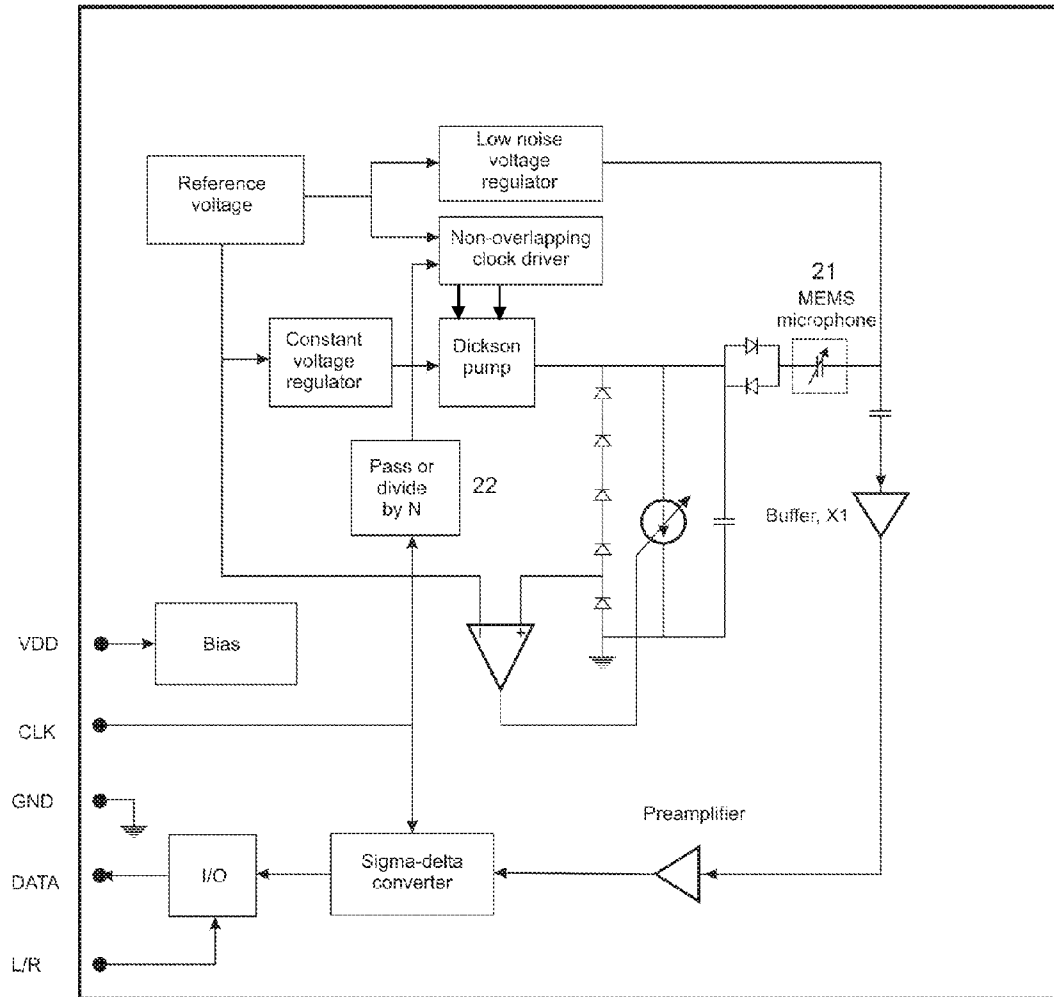 Low noise
voltage
regulator
Reference
voltage
Non-overlapping
clock driver
21
MEMS
microphone
Constant
voltage
regulator
Dickson
pump
Pass or
divide
by N
22
Buffer, X1
+
VDD
Bias
CLK
GND
Preamplifier
DATA
I/O
Sigma-delta
converter
L/R